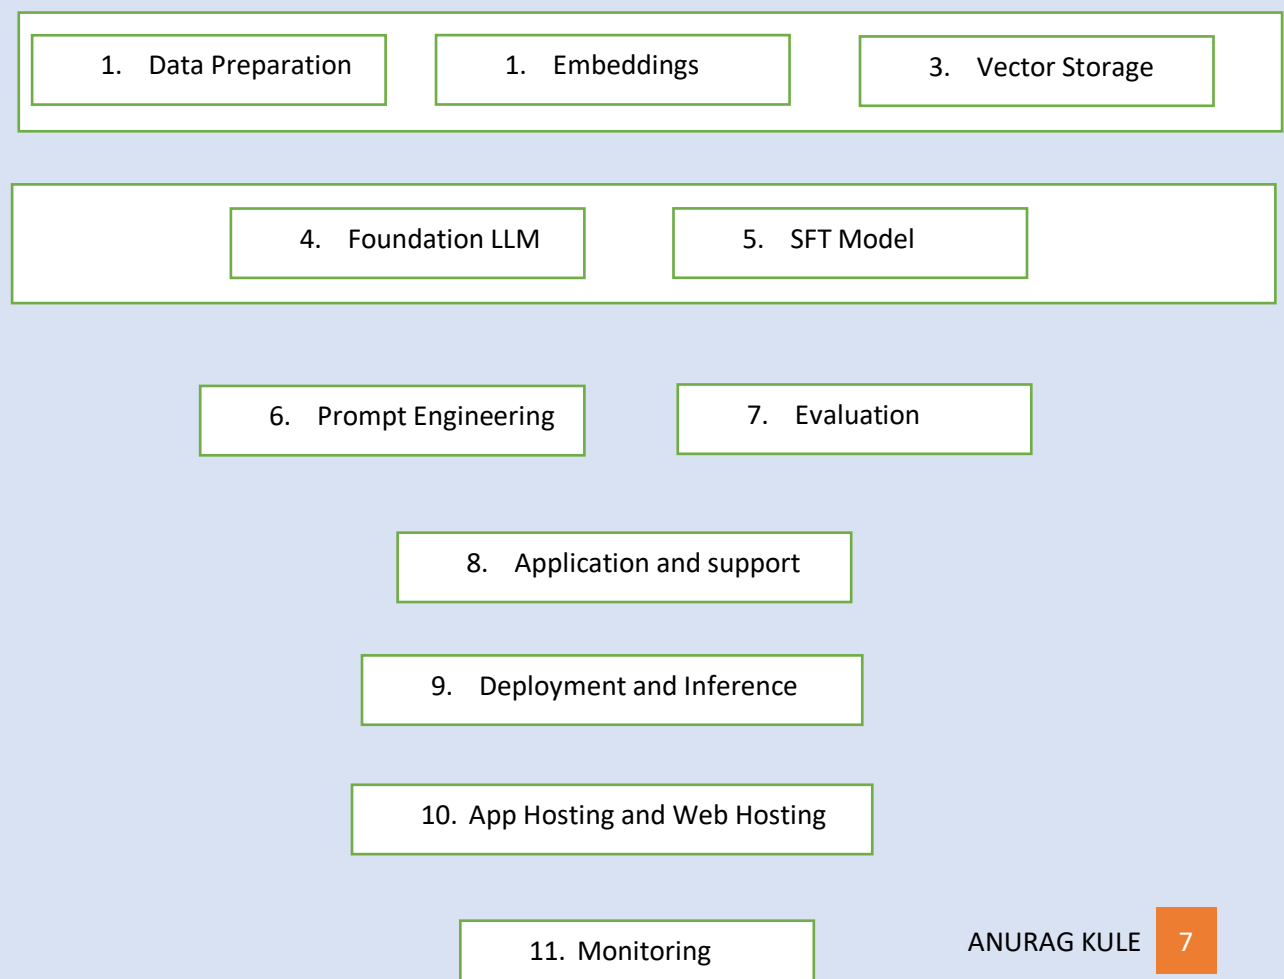 1. Data Preparation
1. Embeddings
3. Vector Storage
4. Foundation LLM
5. SFT Model
6. Prompt Engineering
7. Evaluation
8. Application and support
9. Deployment and Inference
10. App Hosting and Web Hosting
11. Monitoring
ANURAG KULE 7